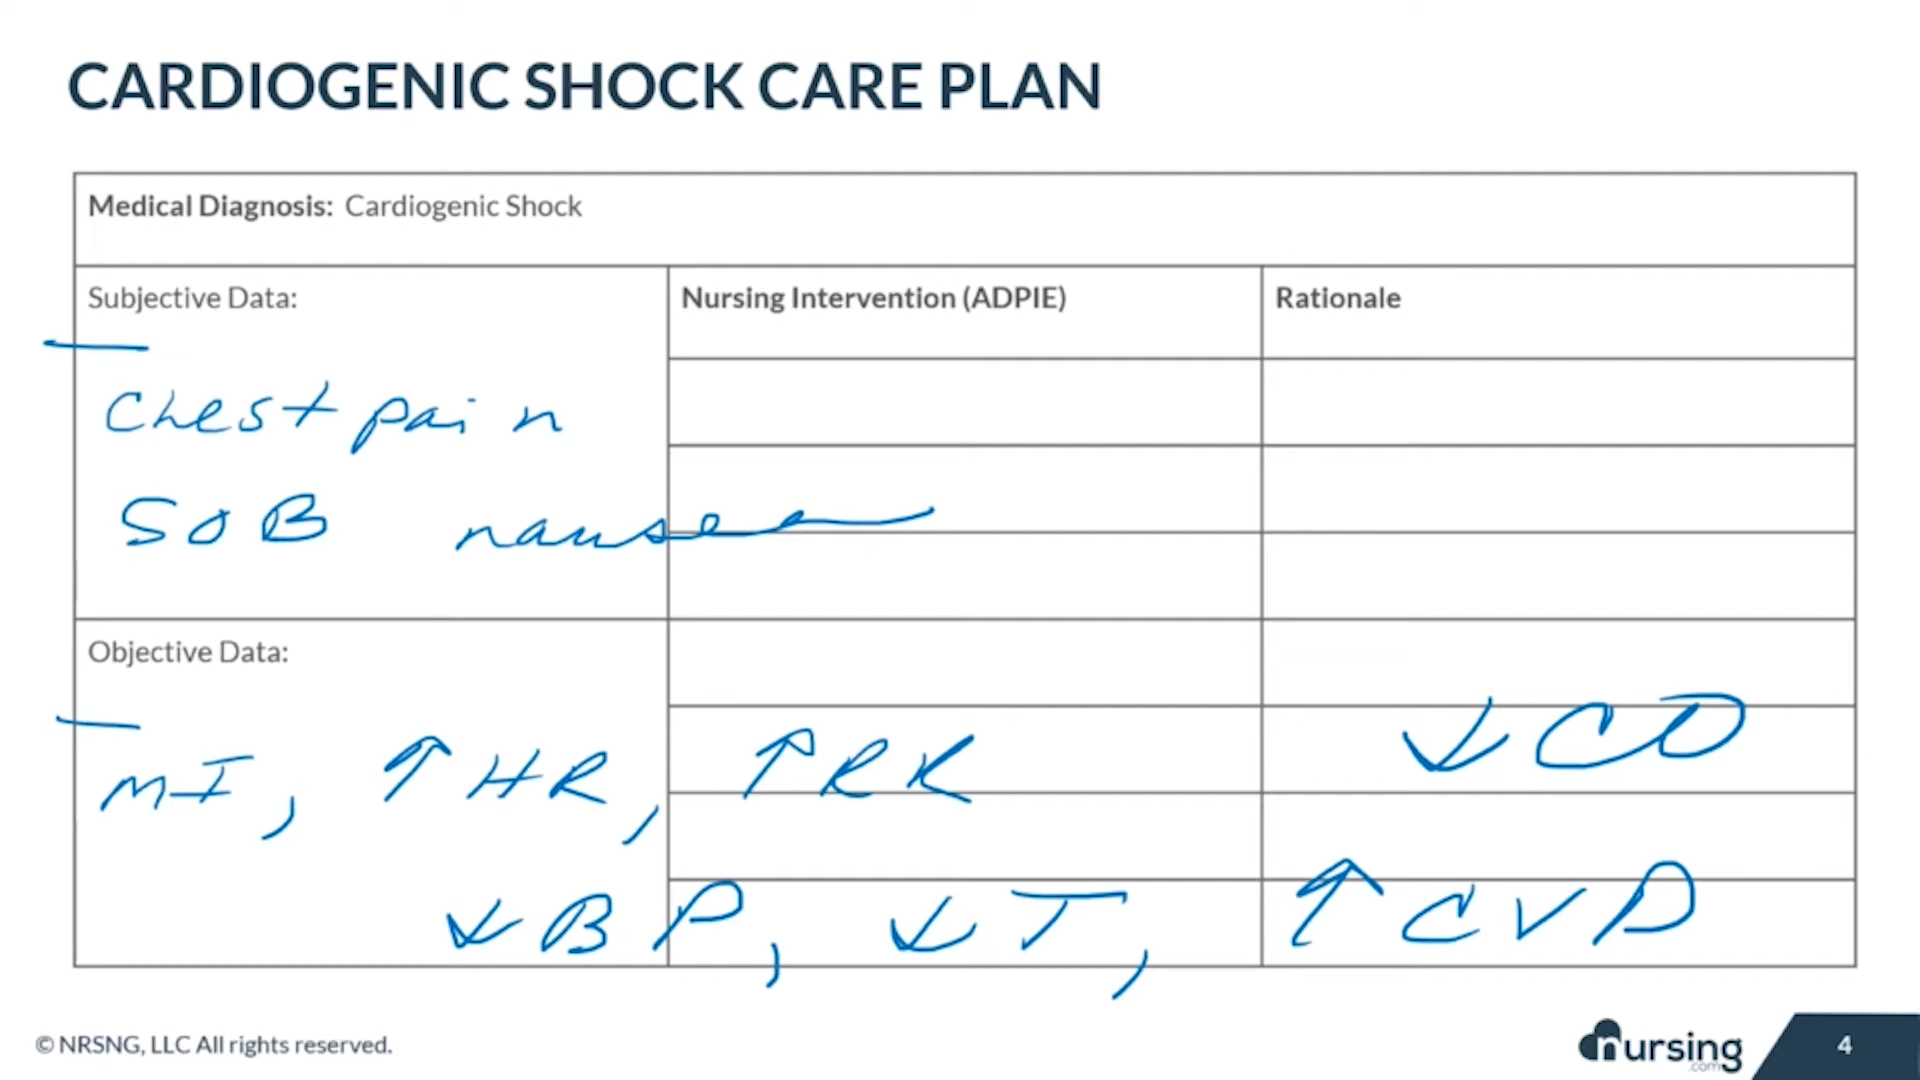 CARDIOGENIC SHOCK CARE PLAN
Medical Diagnosis: Cardiogenic Shock
Subjective Data:
Nursing Intervention (ADPIE)
Rationale
Chest pain
SOB nausea
Objective Data:
MI, ↑HR, ↑RR ↓CO
↓BP, ↓T, ↑CVP
© NRSNG, LLC All rights reserved.
nursing
.com
4